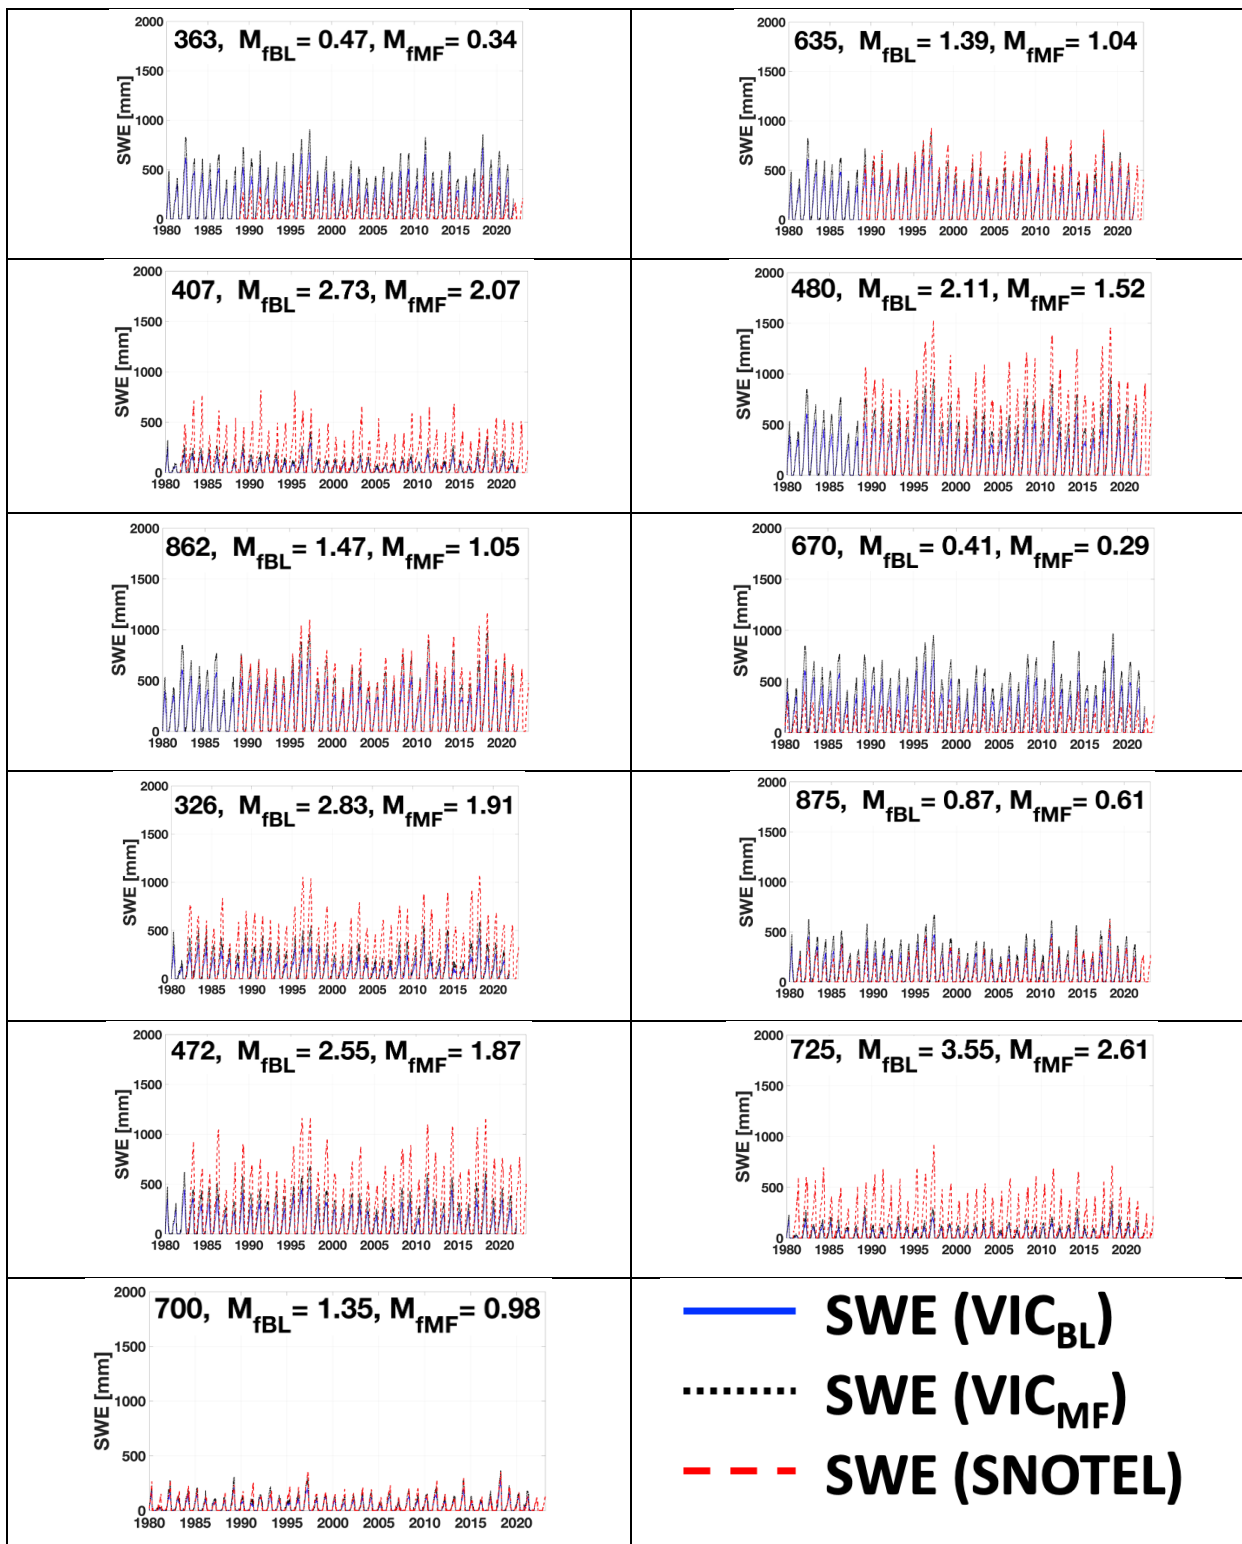 363, MfBL= 0.47, MfMF= 0.34
SWE [mm]
2000
1500
1000
500
0
1980 1985 1990 1995 2000 2005 2010 2015 2020
635, MfBL= 1.39, MfMF= 1.04
SWE [mm]
2000
1500
1000
500
0
1980 1985 1990 1995 2000 2005 2010 2015 2020
407, MfBL= 2.73, MfMF= 2.07
SWE [mm]
2000
1500
1000
500
0
1980 1985 1990 1995 2000 2005 2010 2015 2020
480, MfBL= 2.11, MfMF= 1.52
SWE [mm]
2000
1500
1000
500
0
1980 1985 1990 1995 2000 2005 2010 2015 2020
862, MfBL= 1.47, MfMF= 1.05
SWE [mm]
2000
1500
1000
500
0
1980 1985 1990 1995 2000 2005 2010 2015 2020
670, MfBL= 0.41, MfMF= 0.29
SWE [mm]
2000
1500
1000
500
0
1980 1985 1990 1995 2000 2005 2010 2015 2020
326, MfBL= 2.83, MfMF= 1.91
SWE [mm]
2000
1500
1000
500
0
1980 1985 1990 1995 2000 2005 2010 2015 2020
875, MfBL= 0.87, MfMF= 0.61
SWE [mm]
2000
1500
1000
500
0
1980 1985 1990 1995 2000 2005 2010 2015 2020
472, MfBL= 2.55, MfMF= 1.87
SWE [mm]
2000
1500
1000
500
0
1980 1985 1990 1995 2000 2005 2010 2015 2020
725, MfBL= 3.55, MfMF= 2.61
SWE [mm]
2000
1500
1000
500
0
1980 1985 1990 1995 2000 2005 2010 2015 2020
700, MfBL= 1.35, MfMF= 0.98
SWE [mm]
2000
1500
1000
500
0
1980 1985 1990 1995 2000 2005 2010 2015 2020
SWE (VICBL)
SWE (VICMF)
SWE (SNOTEL)